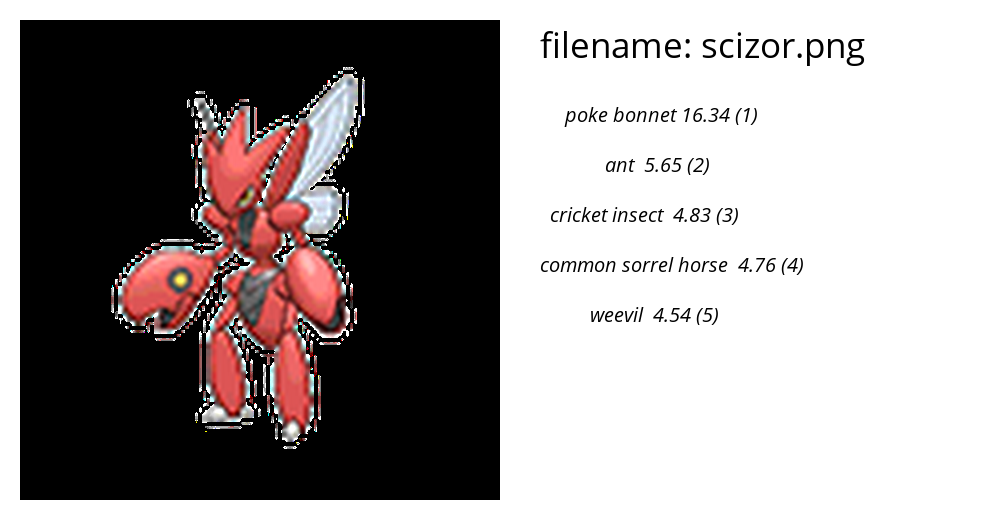 filename: scizor.png
poke bonnet 16.34 (1)
ant 5.65 (2)
cricket insect 4.83 (3)
common sorrel horse 4.76 (4)
weevil 4.54 (5)